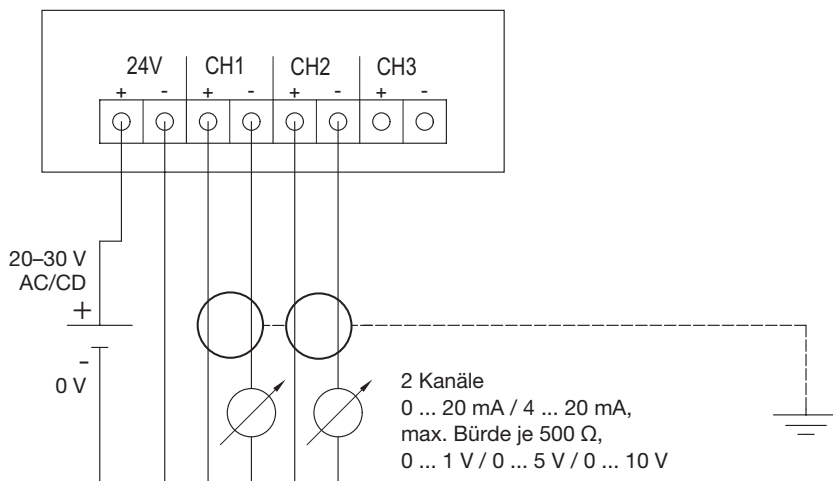 24V CH1 CH2 CH3
+ - + - + - + -
20–30 V
AC/CD
+
-
0 V
2 Kanäle
0 ... 20 mA / 4 ... 20 mA,
max. Bürde je 500 Ω,
0 ... 1 V / 0 ... 5 V / 0 ... 10 V